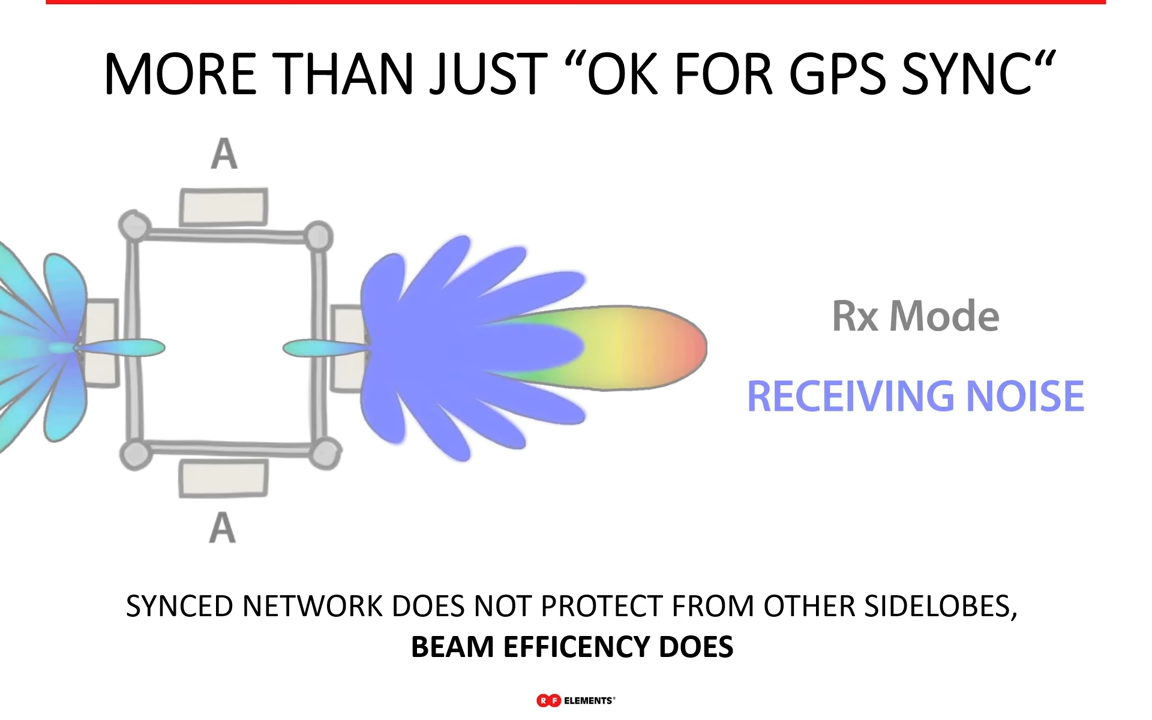 MORE THAN JUST “OK FOR GPS SYNC“
A
Rx Mode
RECEIVING NOISE
A
SYNCED NETWORK DOES NOT PROTECT FROM OTHER SIDELOBES,
BEAM EFFICENCY DOES
RF ELEMENTS®